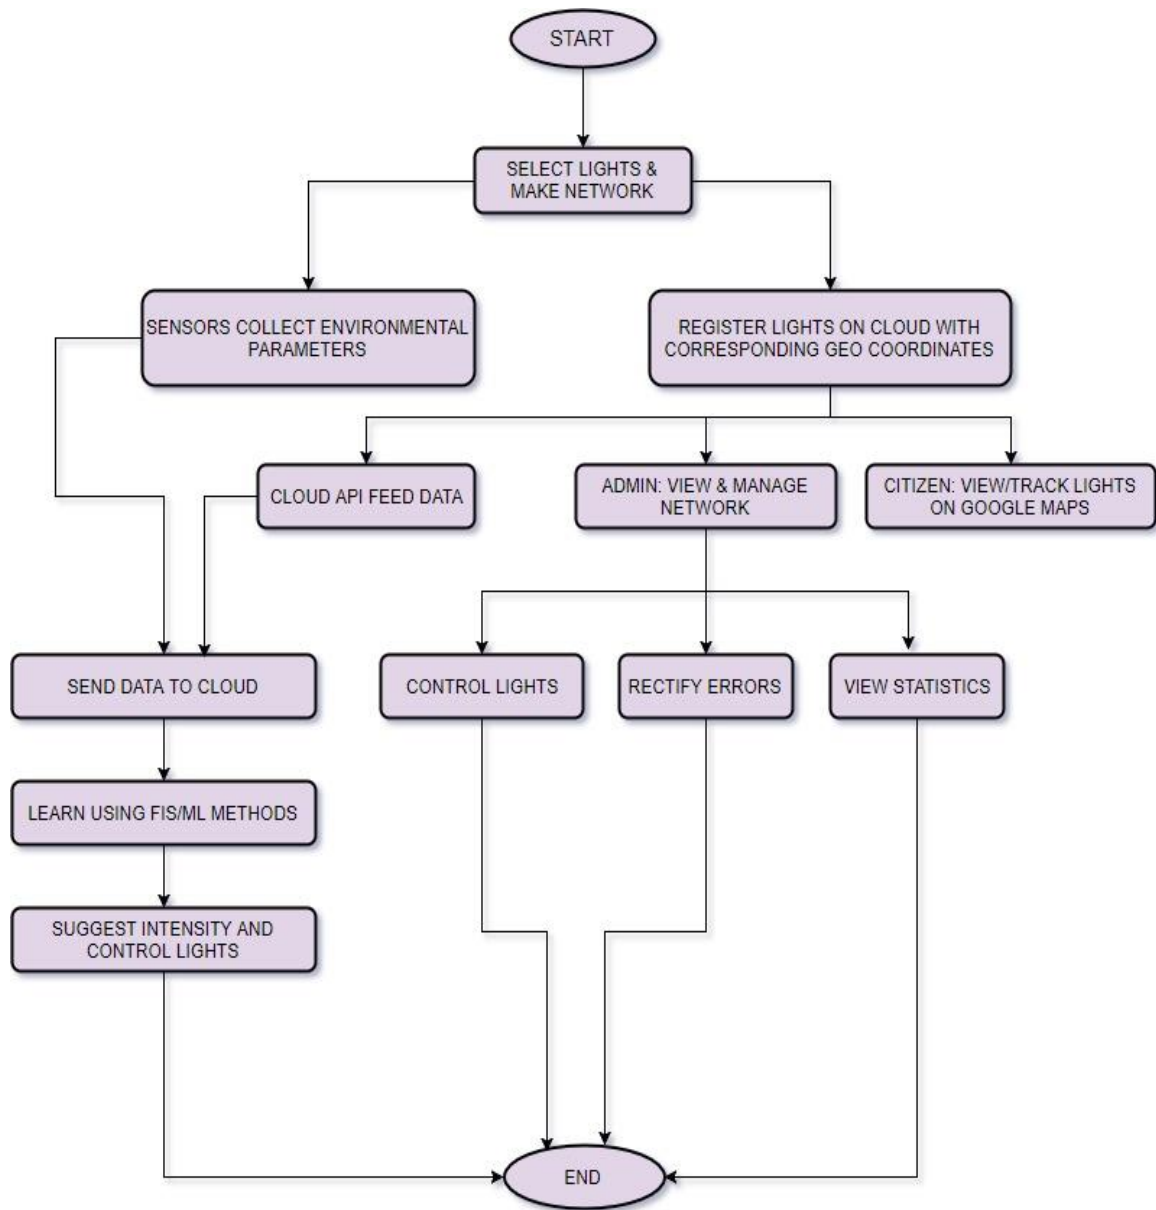 START
SELECT LIGHTS &
MAKE NETWORK
SENSORS COLLECT ENVIRONMENTAL
PARAMETERS
REGISTER LIGHTS ON CLOUD WITH
CORRESPONDING GEO COORDINATES
CLOUD API FEED DATA
ADMIN: VIEW & MANAGE
NETWORK
CITIZEN: VIEW/TRACK LIGHTS
ON GOOGLE MAPS
SEND DATA TO CLOUD
CONTROL LIGHTS
RECTIFY ERRORS
VIEW STATISTICS
LEARN USING FIS/ML METHODS
SUGGEST INTENSITY AND
CONTROL LIGHTS
END